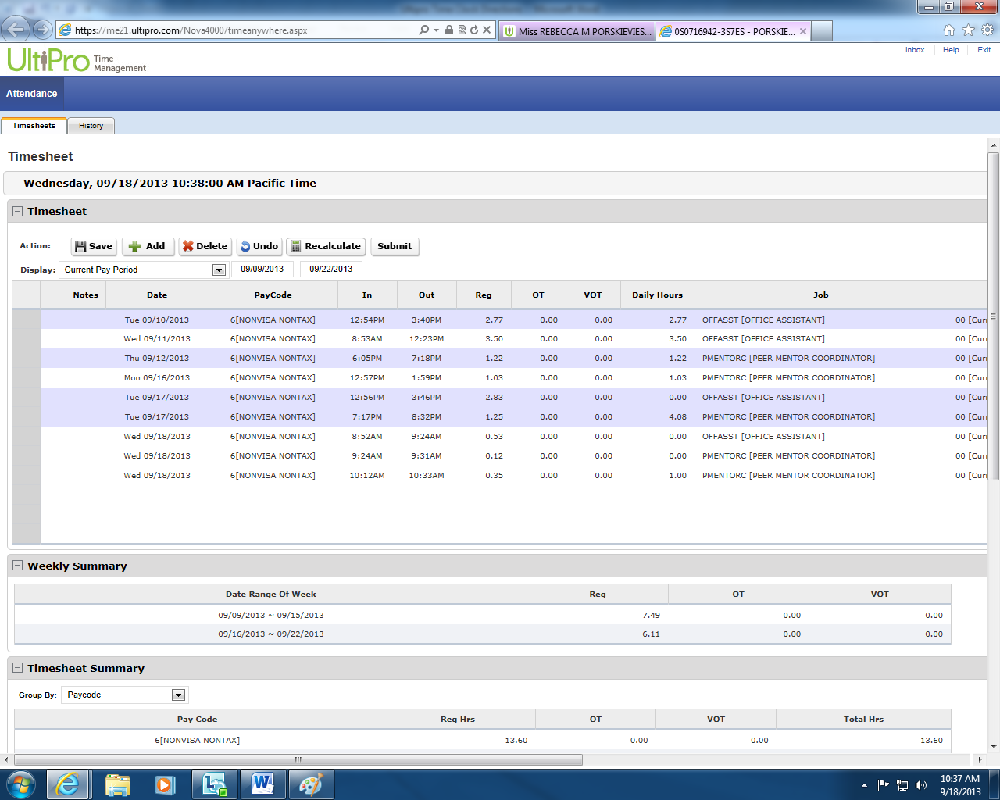 https://me21.ultipro.com/Nova4000/timeanywhere.aspx
Miss REBECCA M PORSKIEVIES...
0S0716942-3S7ES - PORSKIE...
UltiPro Time Management
Inbox Help Exit
Attendance
Timesheets History
Timesheet
Wednesday, 09/18/2013 10:38:00 AM Pacific Time
Timesheet
Action: Save Add Delete Undo Recalculate Submit
Display: Current Pay Period 09/09/2013 - 09/22/2013
Notes Date PayCode In Out Reg OT VOT Daily Hours Job
Tue 09/10/2013 6[NONVISA NONTAX] 12:54PM 3:40PM 2.77 0.00 0.00 2.77 OFFASST [OFFICE ASSISTANT] 00 [Curr
Wed 09/11/2013 6[NONVISA NONTAX] 8:53AM 12:23PM 3.50 0.00 0.00 3.50 OFFASST [OFFICE ASSISTANT] 00 [Curr
Thu 09/12/2013 6[NONVISA NONTAX] 6:05PM 7:18PM 1.22 0.00 0.00 1.22 PMENTORC [PEER MENTOR COORDINATOR] 00 [Curr
Mon 09/16/2013 6[NONVISA NONTAX] 12:57PM 1:59PM 1.03 0.00 0.00 1.03 PMENTORC [PEER MENTOR COORDINATOR] 00 [Curr
Tue 09/17/2013 6[NONVISA NONTAX] 12:56PM 3:46PM 2.83 0.00 0.00 0.00 OFFASST [OFFICE ASSISTANT] 00 [Curr
Tue 09/17/2013 6[NONVISA NONTAX] 7:17PM 8:32PM 1.25 0.00 0.00 4.08 PMENTORC [PEER MENTOR COORDINATOR] 00 [Curr
Wed 09/18/2013 6[NONVISA NONTAX] 8:52AM 9:24AM 0.53 0.00 0.00 0.00 OFFASST [OFFICE ASSISTANT] 00 [Curr
Wed 09/18/2013 6[NONVISA NONTAX] 9:24AM 9:31AM 0.12 0.00 0.00 0.00 PMENTORC [PEER MENTOR COORDINATOR] 00 [Curr
Wed 09/18/2013 6[NONVISA NONTAX] 10:12AM 10:33AM 0.35 0.00 0.00 1.00 PMENTORC [PEER MENTOR COORDINATOR] 00 [Curr
Weekly Summary
Date Range Of Week Reg OT VOT
09/09/2013 ~ 09/15/2013 7.49 0.00 0.00
09/16/2013 ~ 09/22/2013 6.11 0.00 0.00
Timesheet Summary
Group By: Paycode
Pay Code Reg Hrs OT VOT Total Hrs
6[NONVISA NONTAX] 13.60 0.00 0.00 13.60
10:37 AM
9/18/2013